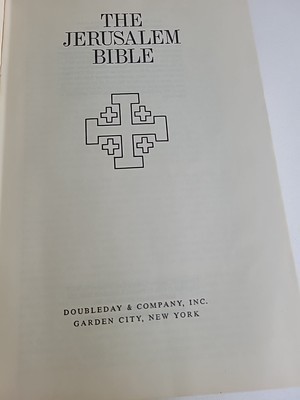 THE
JERUSALEM
BIBLE
DOUBLEDAY & COMPANY, INC.
GARDEN CITY, NEW YORK